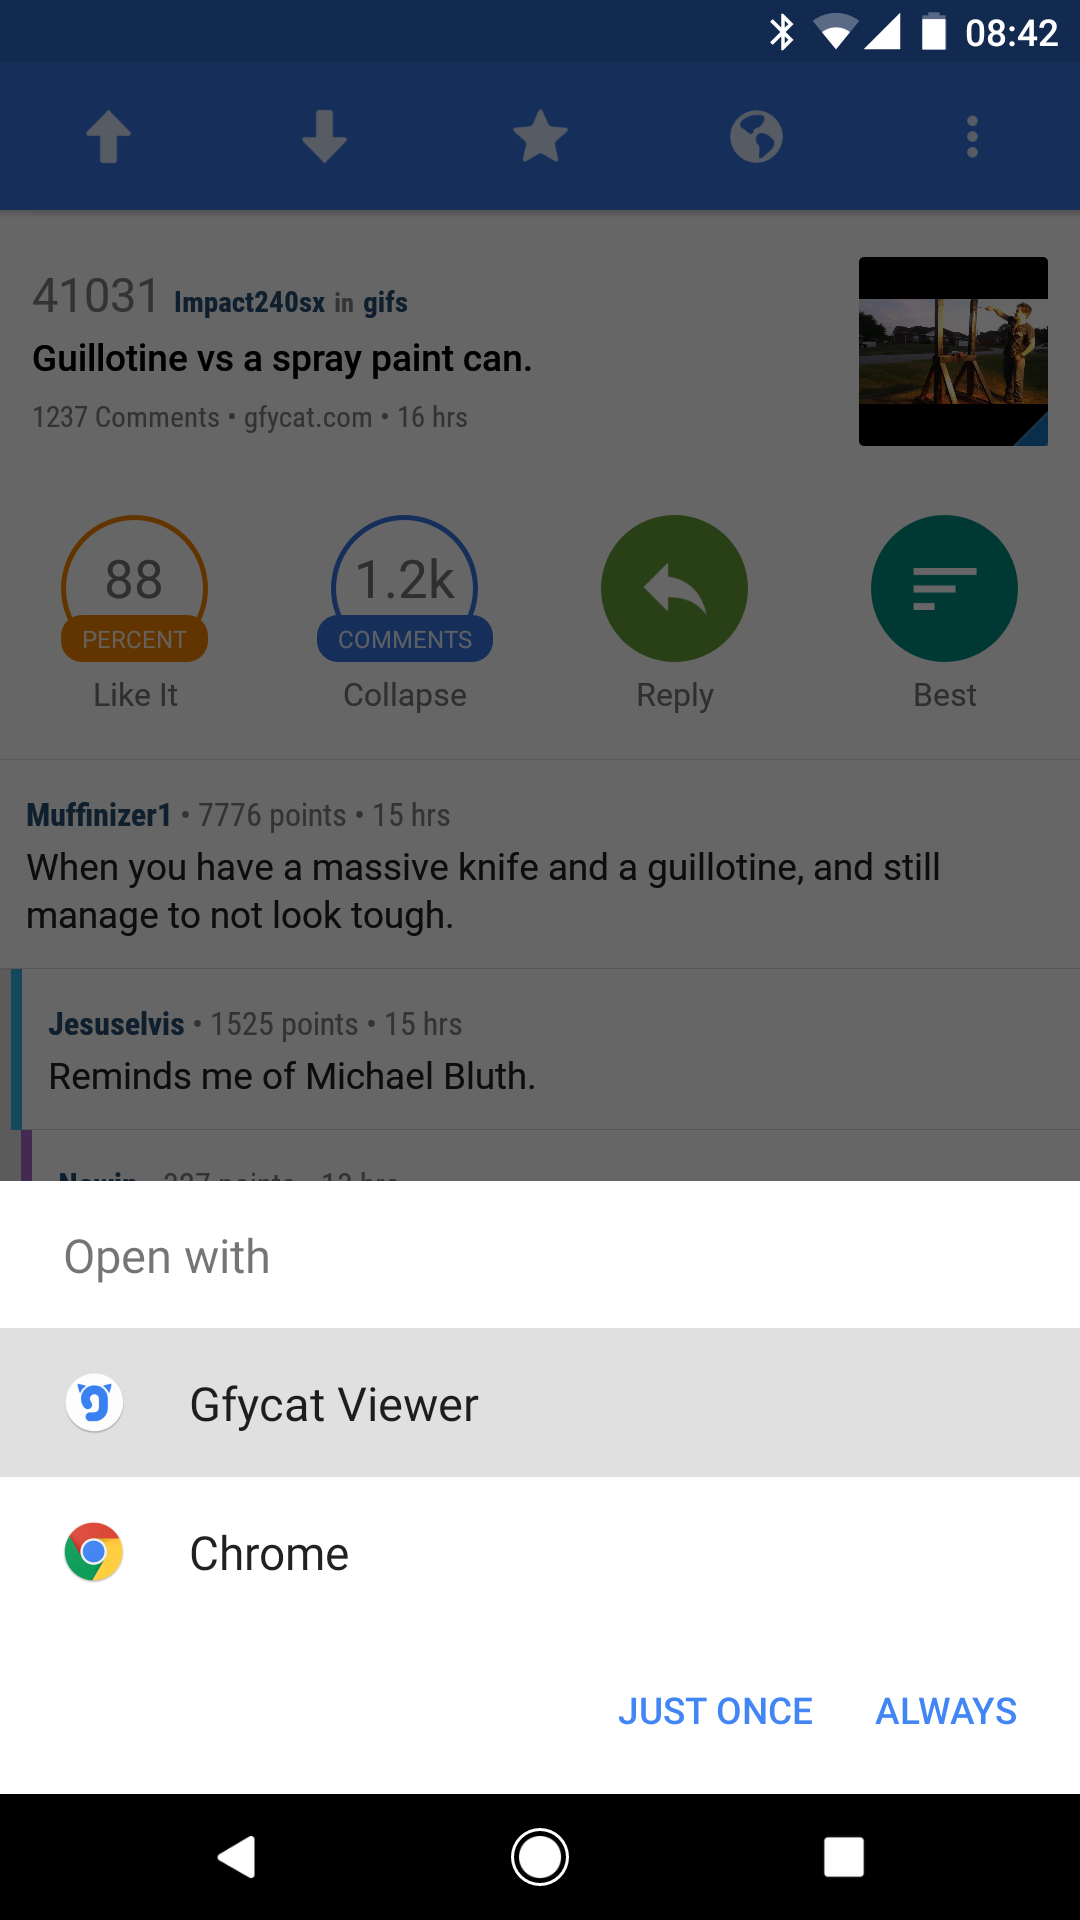 08:42
41031 Impact240sx in gifs
Guillotine vs a spray paint can.
1237 Comments • gfycat.com • 16 hrs
88
PERCENT
Like It
1.2k
COMMENTS
Collapse
Reply
Best
Muffinizer1 • 7776 points • 15 hrs
When you have a massive knife and a guillotine, and still
manage to not look tough.
Jesuselvis • 1525 points • 15 hrs
Reminds me of Michael Bluth.
Open with
Gfycat Viewer
Chrome
JUST ONCE
ALWAYS